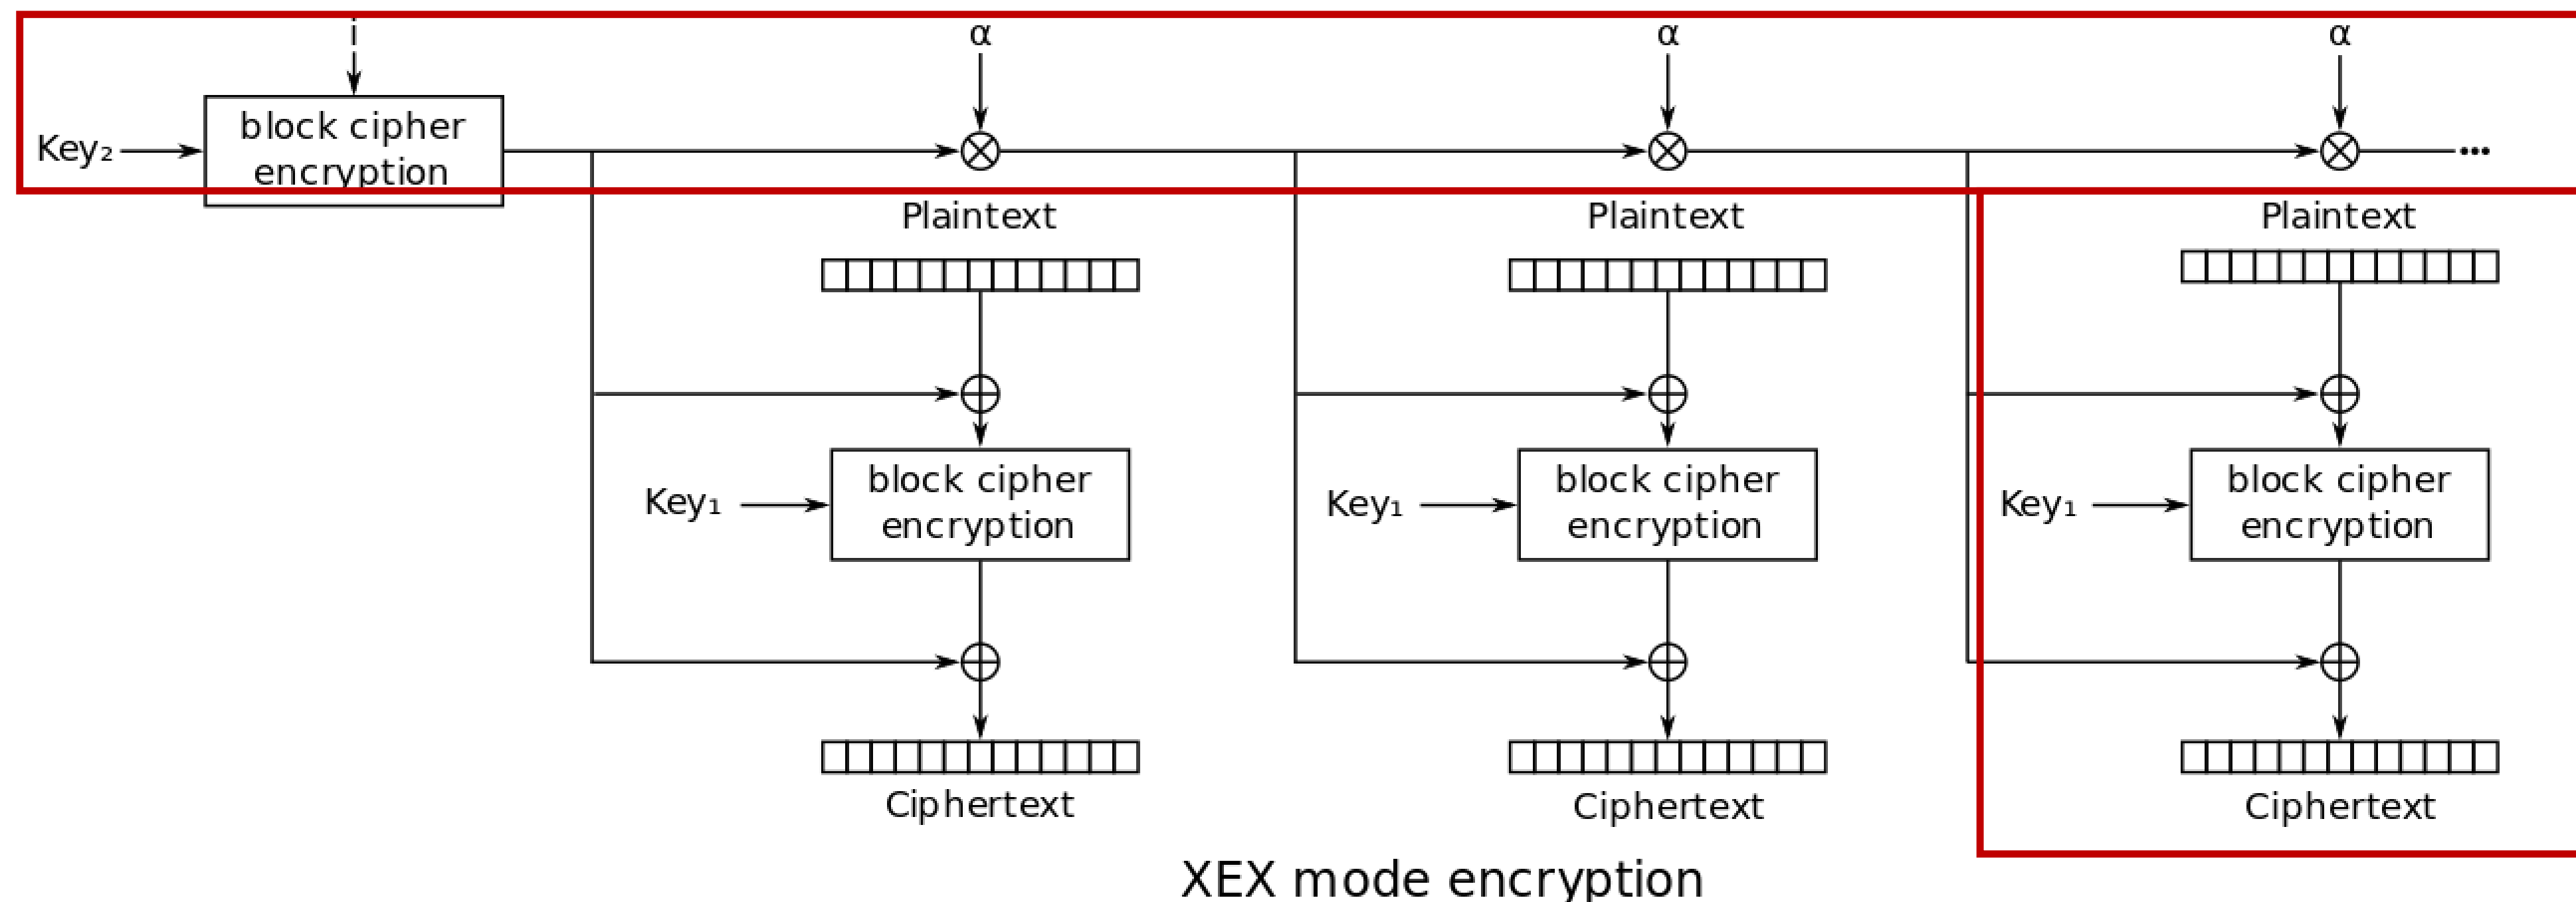 α α α
Key₂
block cipher
encryption
...
Plaintext Plaintext Plaintext
Key₁
block cipher
encryption
Key₁
block cipher
encryption
Key₁
block cipher
encryption
Ciphertext Ciphertext Ciphertext
XEX mode encryption